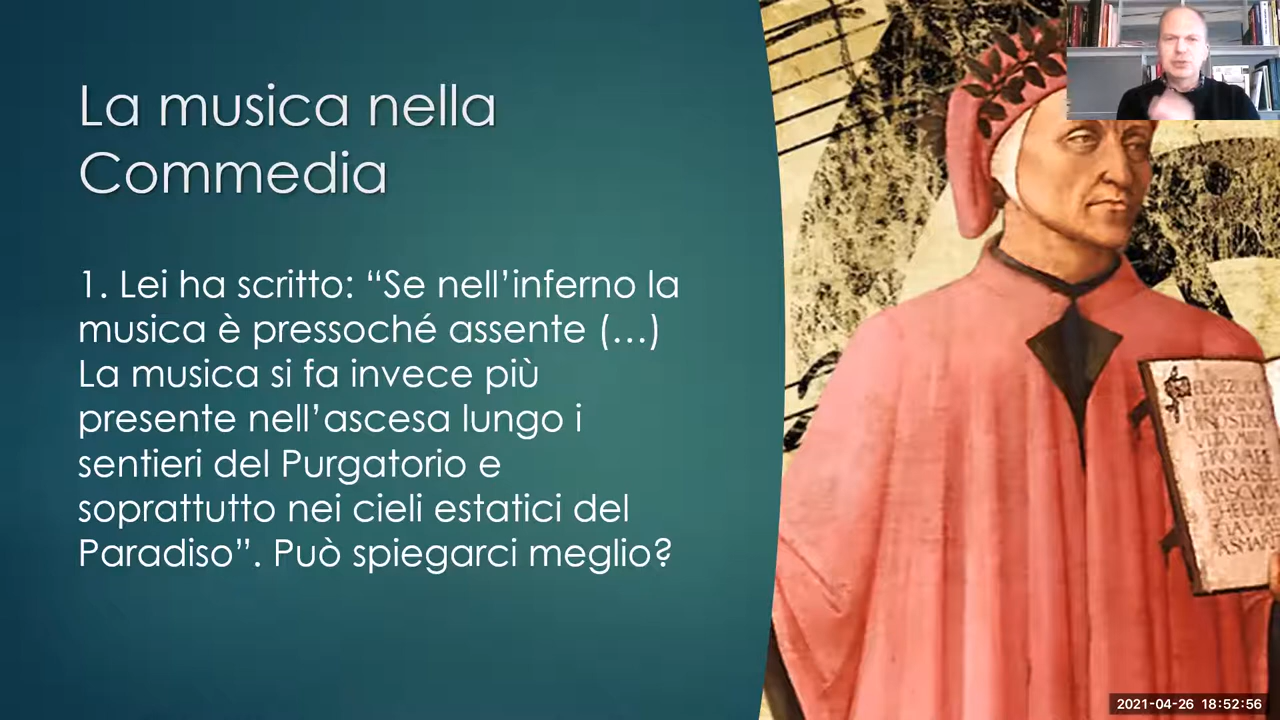 La musica nella
Commedia
1. Lei ha scritto: “Se nell’inferno la
musica è pressoché assente (…)
La musica si fa invece più
presente nell’ascesa lungo i
sentieri del Purgatorio e
soprattutto nei cieli estatici del
Paradiso”. Può spiegarci meglio?
2021-04-26 18:52:56